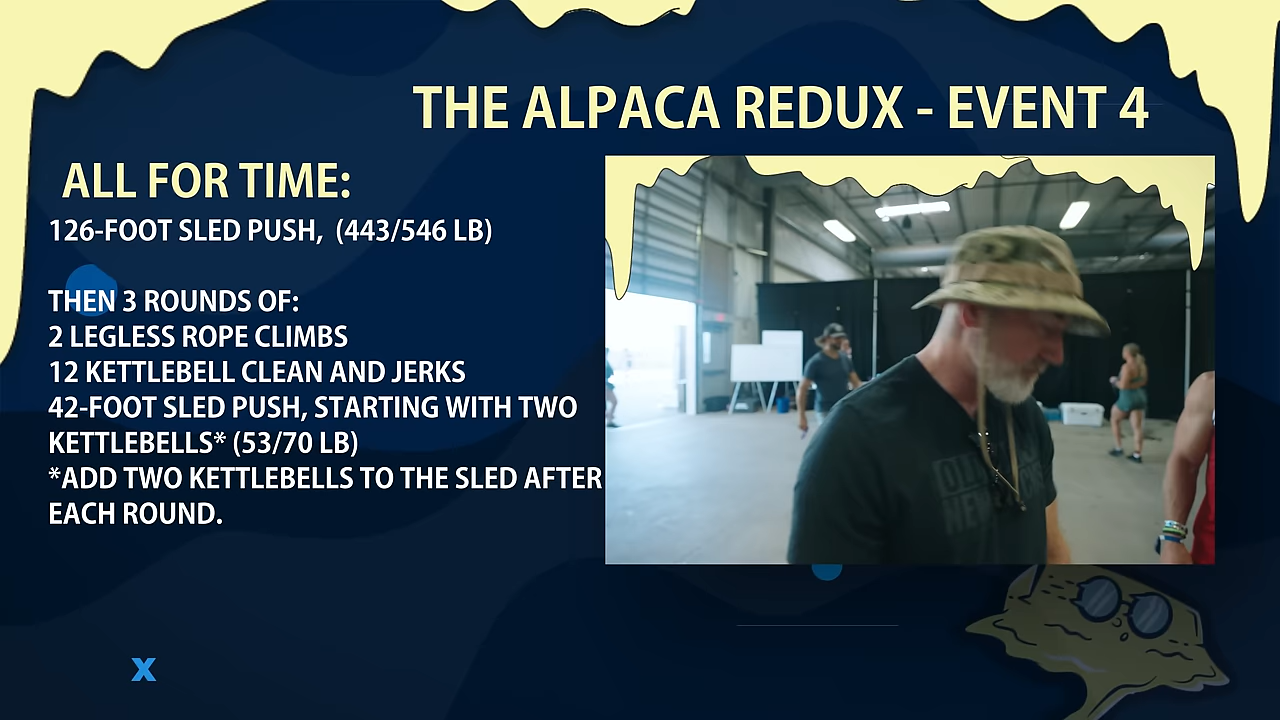 THE ALPACA REDUX - EVENT 4
ALL FOR TIME:
126-FOOT SLED PUSH, (443/546 LB)
THEN 3 ROUNDS OF:
2 LEGLESS ROPE CLIMBS
12 KETTLEBELL CLEAN AND JERKS
42-FOOT SLED PUSH, STARTING WITH TWO
KETTLEBELLS* (53/70 LB)
*ADD TWO KETTLEBELLS TO THE SLED AFTER
EACH ROUND.
X